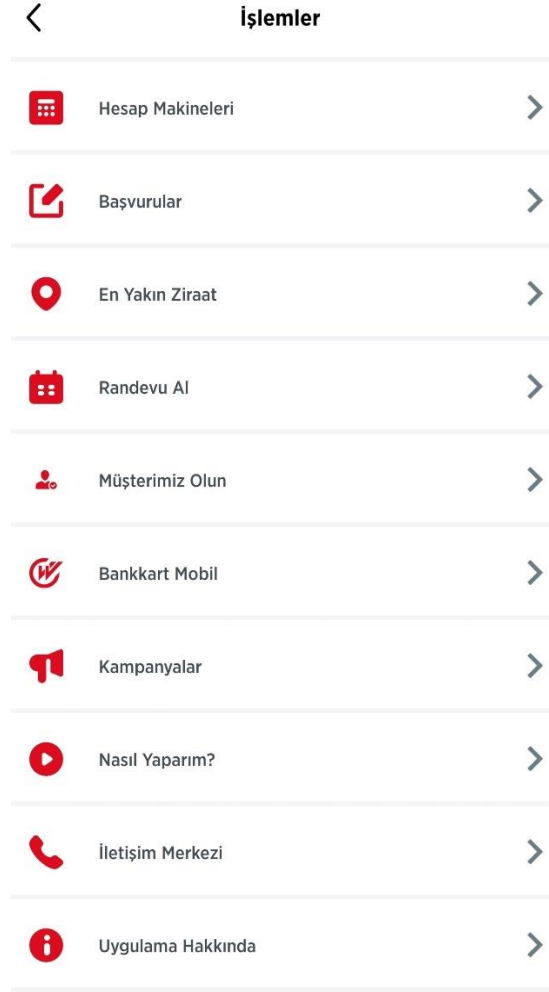 İşlemler
Hesap Makineleri
Başvurular
En Yakın Ziraat
Randevu Al
Müşterimiz Olun
Bankkart Mobil
Kampanyalar
Nasıl Yaparım?
İletişim Merkezi
Uygulama Hakkında